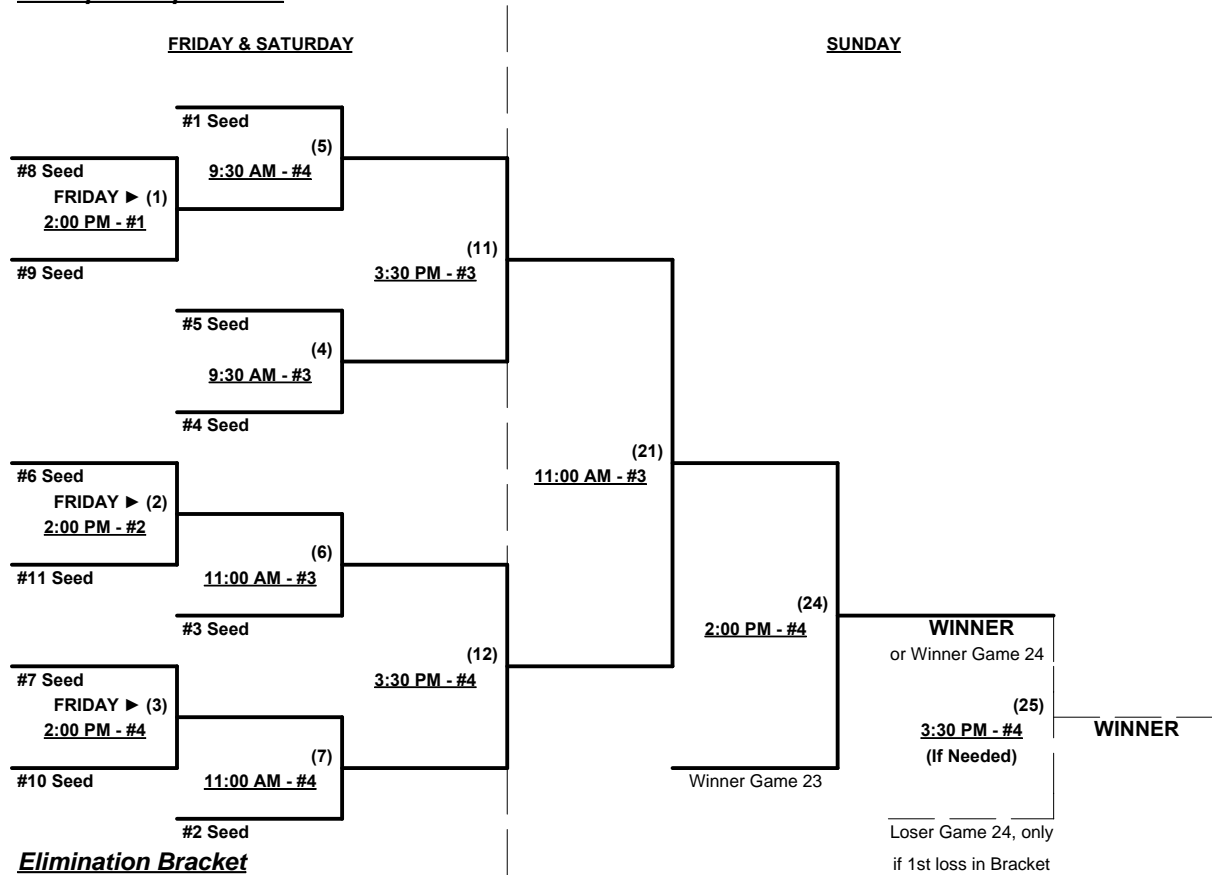 FRIDAY & SATURDAY
SUNDAY
#1 Seed
(5)
9:30 AM - #4
#8 Seed
FRIDAY ► (1)
2:00 PM - #1
#9 Seed
(11)
3:30 PM - #3
#5 Seed
(4)
9:30 AM - #3
#4 Seed
(21)
11:00 AM - #3
#6 Seed
FRIDAY ► (2)
2:00 PM - #2
#11 Seed
(6)
11:00 AM - #3
#3 Seed
(12)
3:30 PM - #4
#7 Seed
FRIDAY ► (3)
2:00 PM - #4
#10 Seed
(7)
11:00 AM - #4
#2 Seed
(24)
2:00 PM - #4
Winner Game 23
WINNER
or Winner Game 24
(25)
3:30 PM - #4
(If Needed)
WINNER
Loser Game 24, only
if 1st loss in Bracket
Elimination Bracket